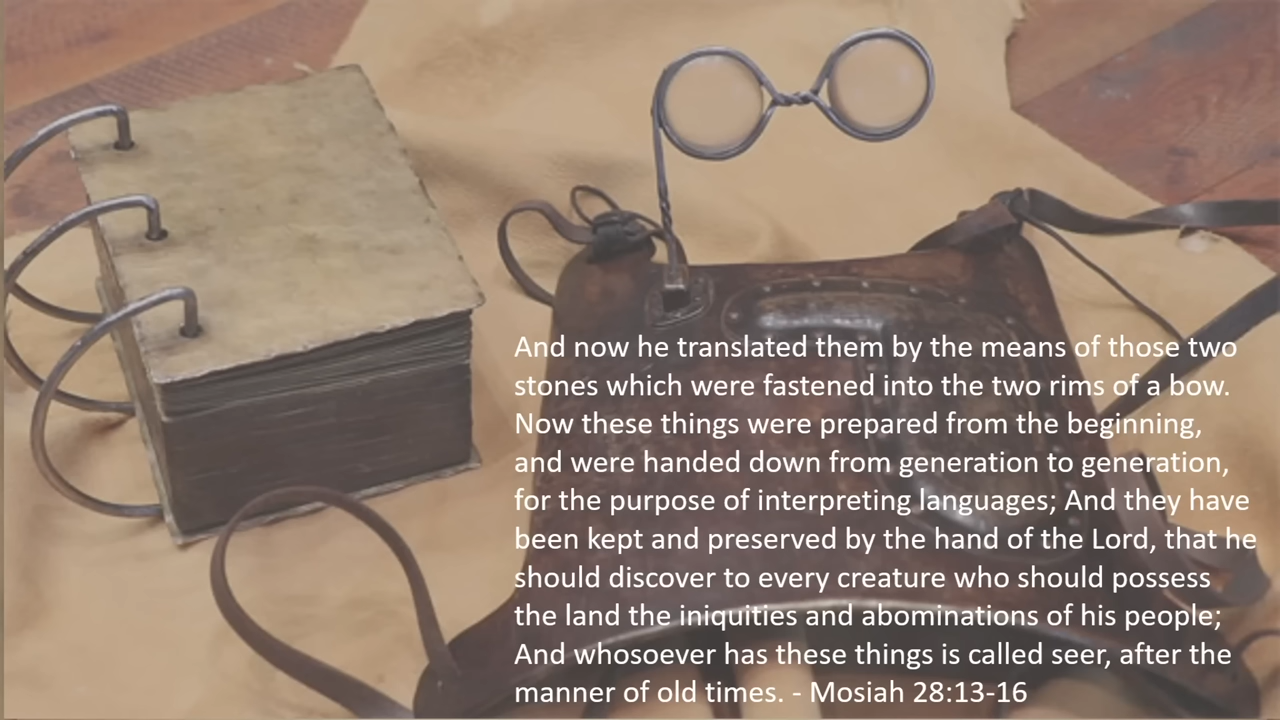 And now he translated them by the means of those two
stones which were fastened into the two rims of a bow.
Now these things were prepared from the beginning,
and were handed down from generation to generation,
for the purpose of interpreting languages; And they have
been kept and preserved by the hand of the Lord, that he
should discover to every creature who should possess
the land the iniquities and abominations of his people;
And whosoever has these things is called seer, after the
manner of old times. - Mosiah 28:13-16